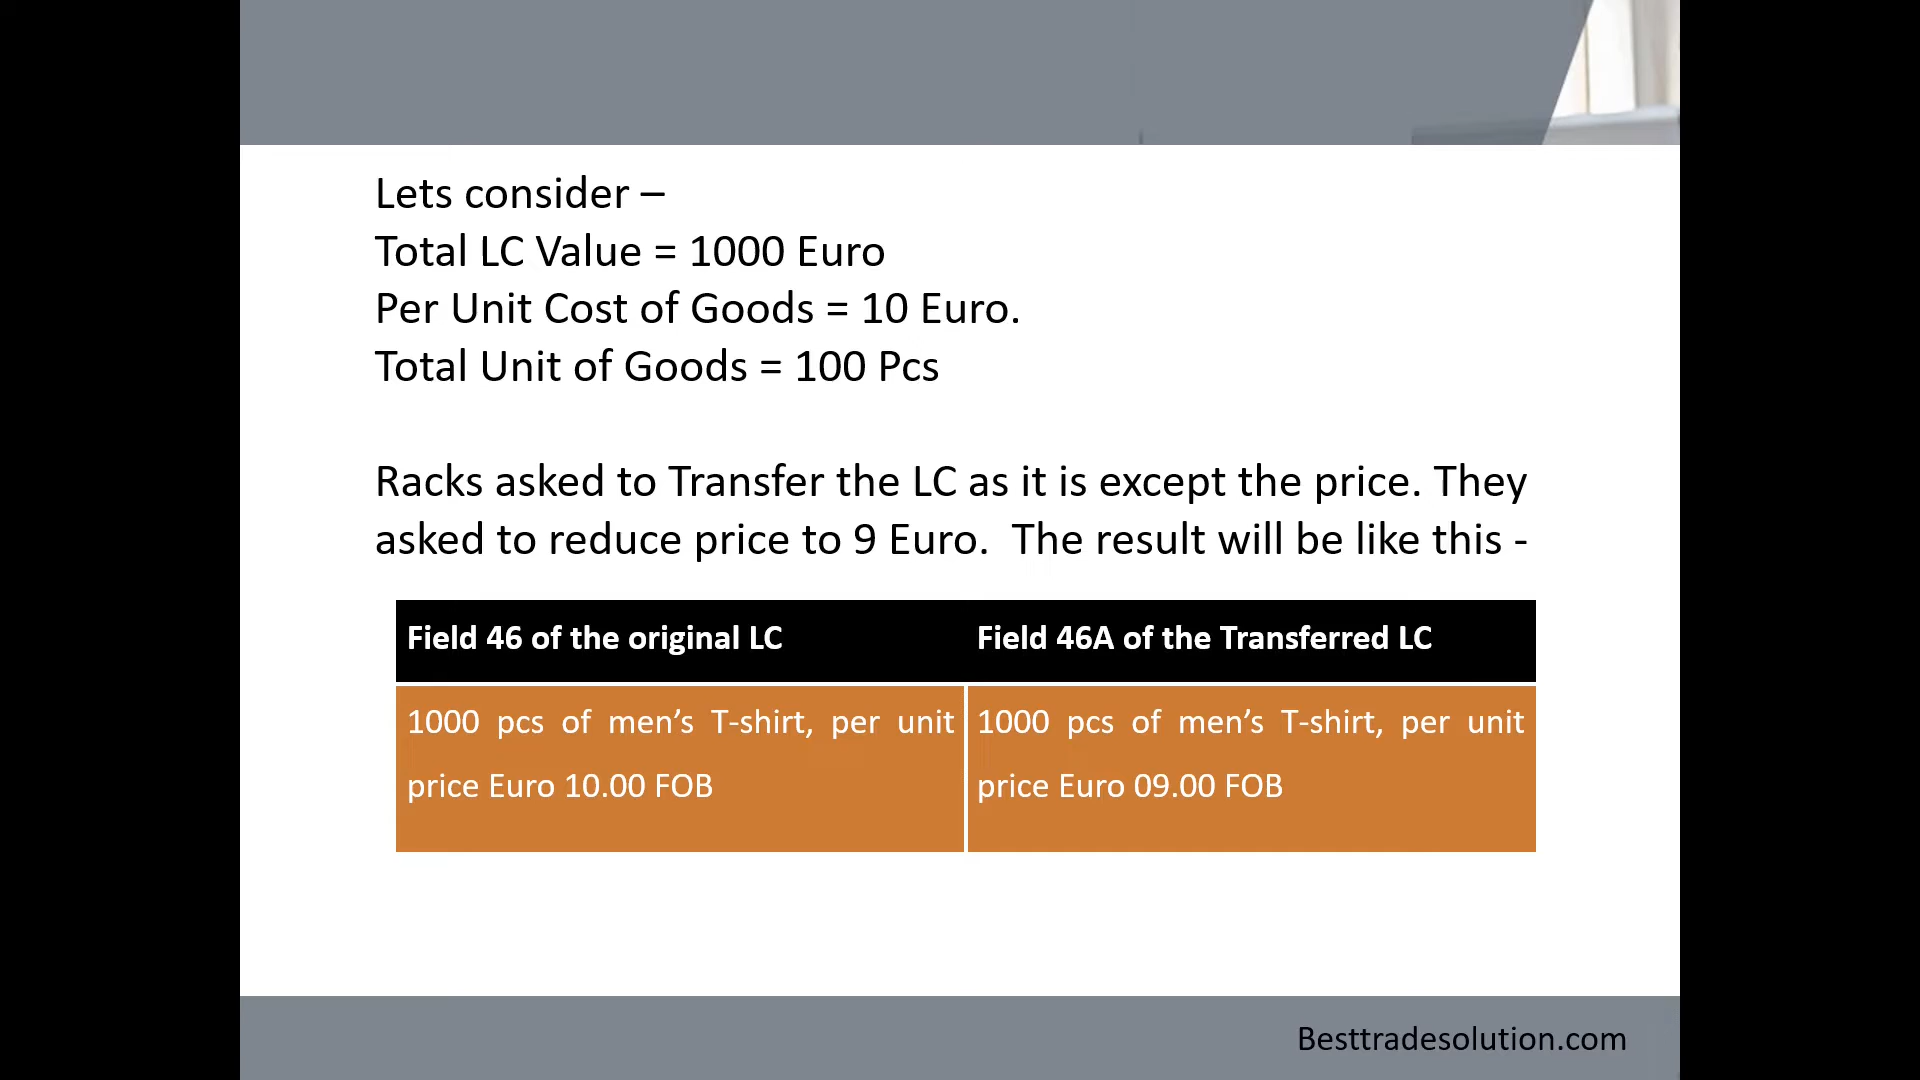 Lets consider –
Total LC Value = 1000 Euro
Per Unit Cost of Goods = 10 Euro.
Total Unit of Goods = 100 Pcs
Racks asked to Transfer the LC as it is except the price. They
asked to reduce price to 9 Euro.  The result will be like this -
Field 46 of the original LC
Field 46A of the Transferred LC
1000 pcs of men’s T-shirt, per unit
price Euro 10.00 FOB
1000 pcs of men’s T-shirt, per unit
price Euro 09.00 FOB
Besttradesolution.com